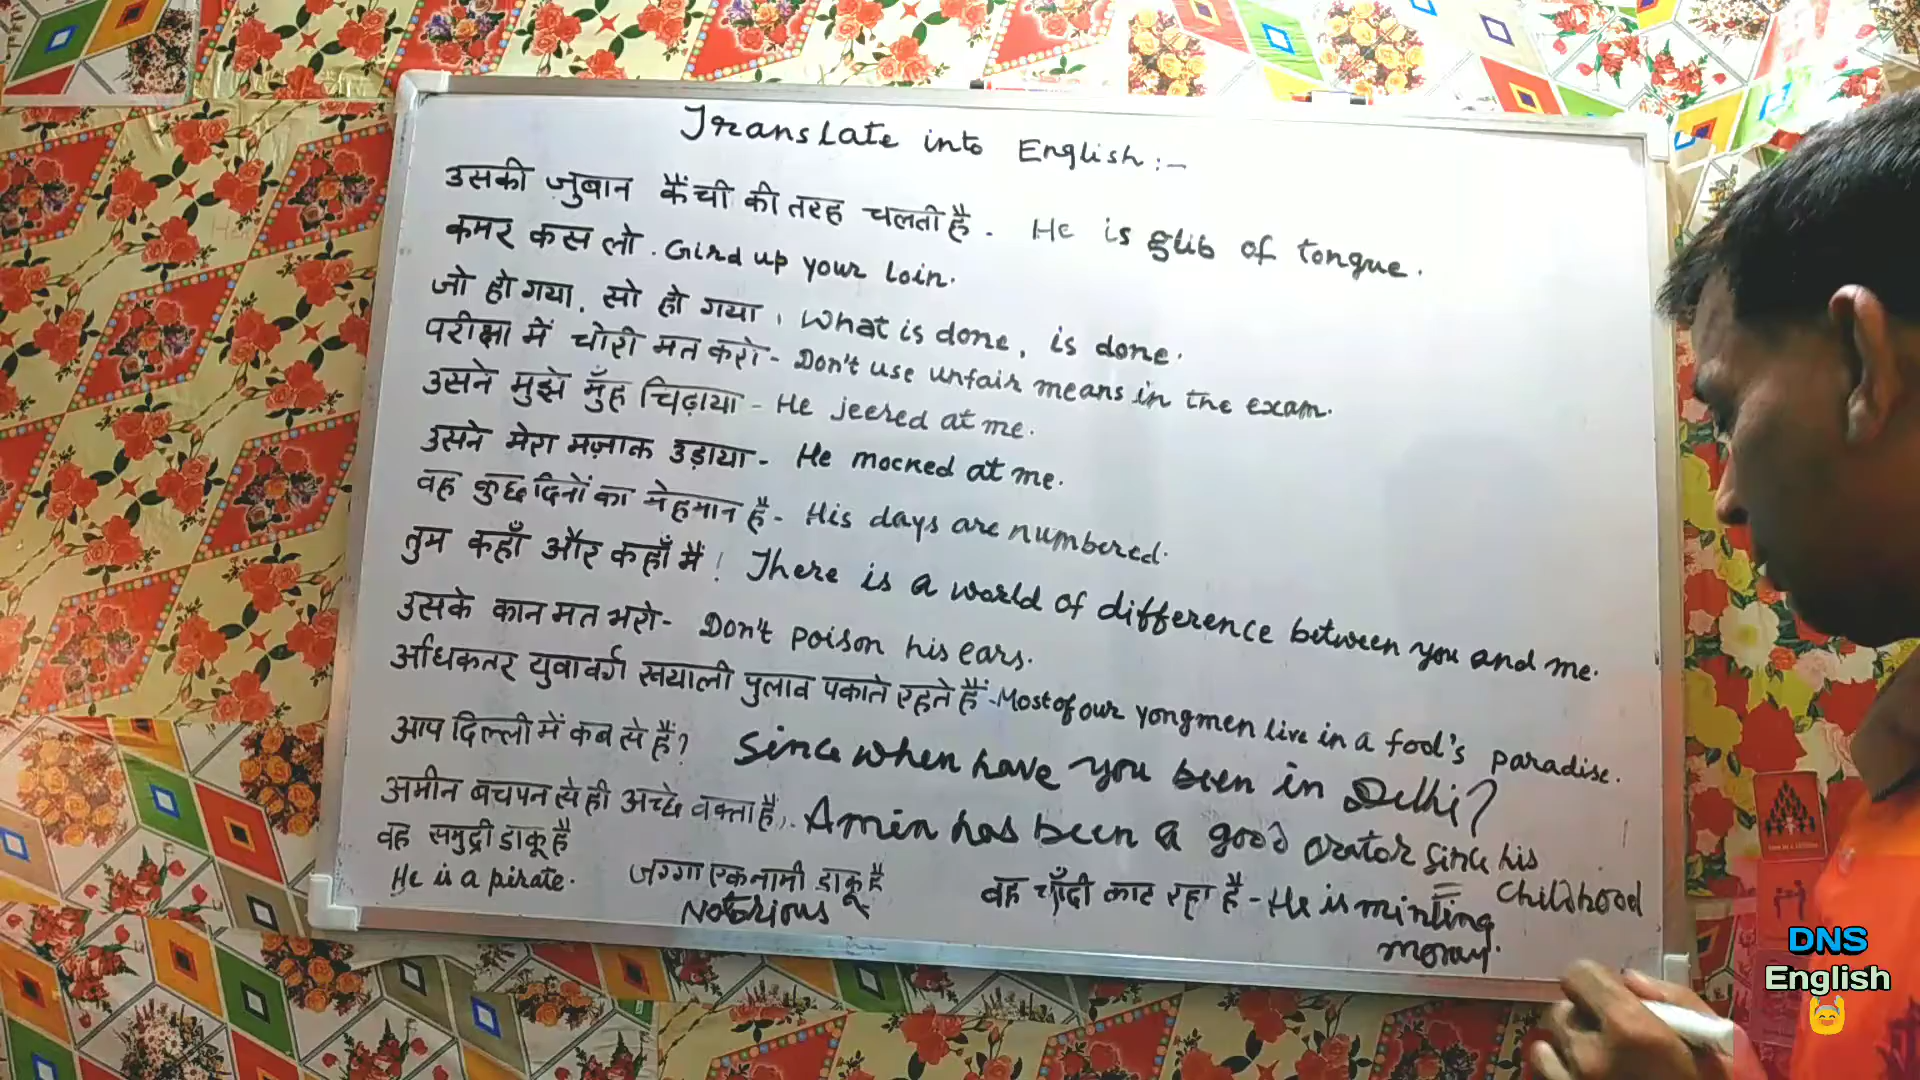 Translate into English:-
उसकी जुबान कैंची की तरह चलती है - He is glib of tongue.
कमर कस लो . Gird up your loin.
जो हो गया, सो हो गया, What is done, is done.
परीक्षा में चोरी मत करो - Don't use unfair means in the exam.
उसने मुझे मुँह चिढ़ाया - He jeered at me.
उसने मेरा मज़ाक उड़ाया - He mocked at me.
वह कुछ दिनों का मेहमान है - His days are numbered.
तुम कहाँ और कहाँ मैं ! There is a world of difference between you and me.
उसके कान मत भरो - Don't poison his ears.
अधिकतर युवावर्ग खयाली पुलाव पकाते रहते हैं - Most of our yongmen live in a fool's paradise.
आप दिल्ली में कब से हैं? Since when have you been in Delhi?
अमीन बचपन से ही अच्छे वक्ता हैं, - Amin has been a good orator since his childhood
वह समुद्री डाकू है
He is a pirate.
जग्गा एक नामी डाकू है
Notorious
वह चाँदी काट रहा है - He is minting
money.
DNS
English